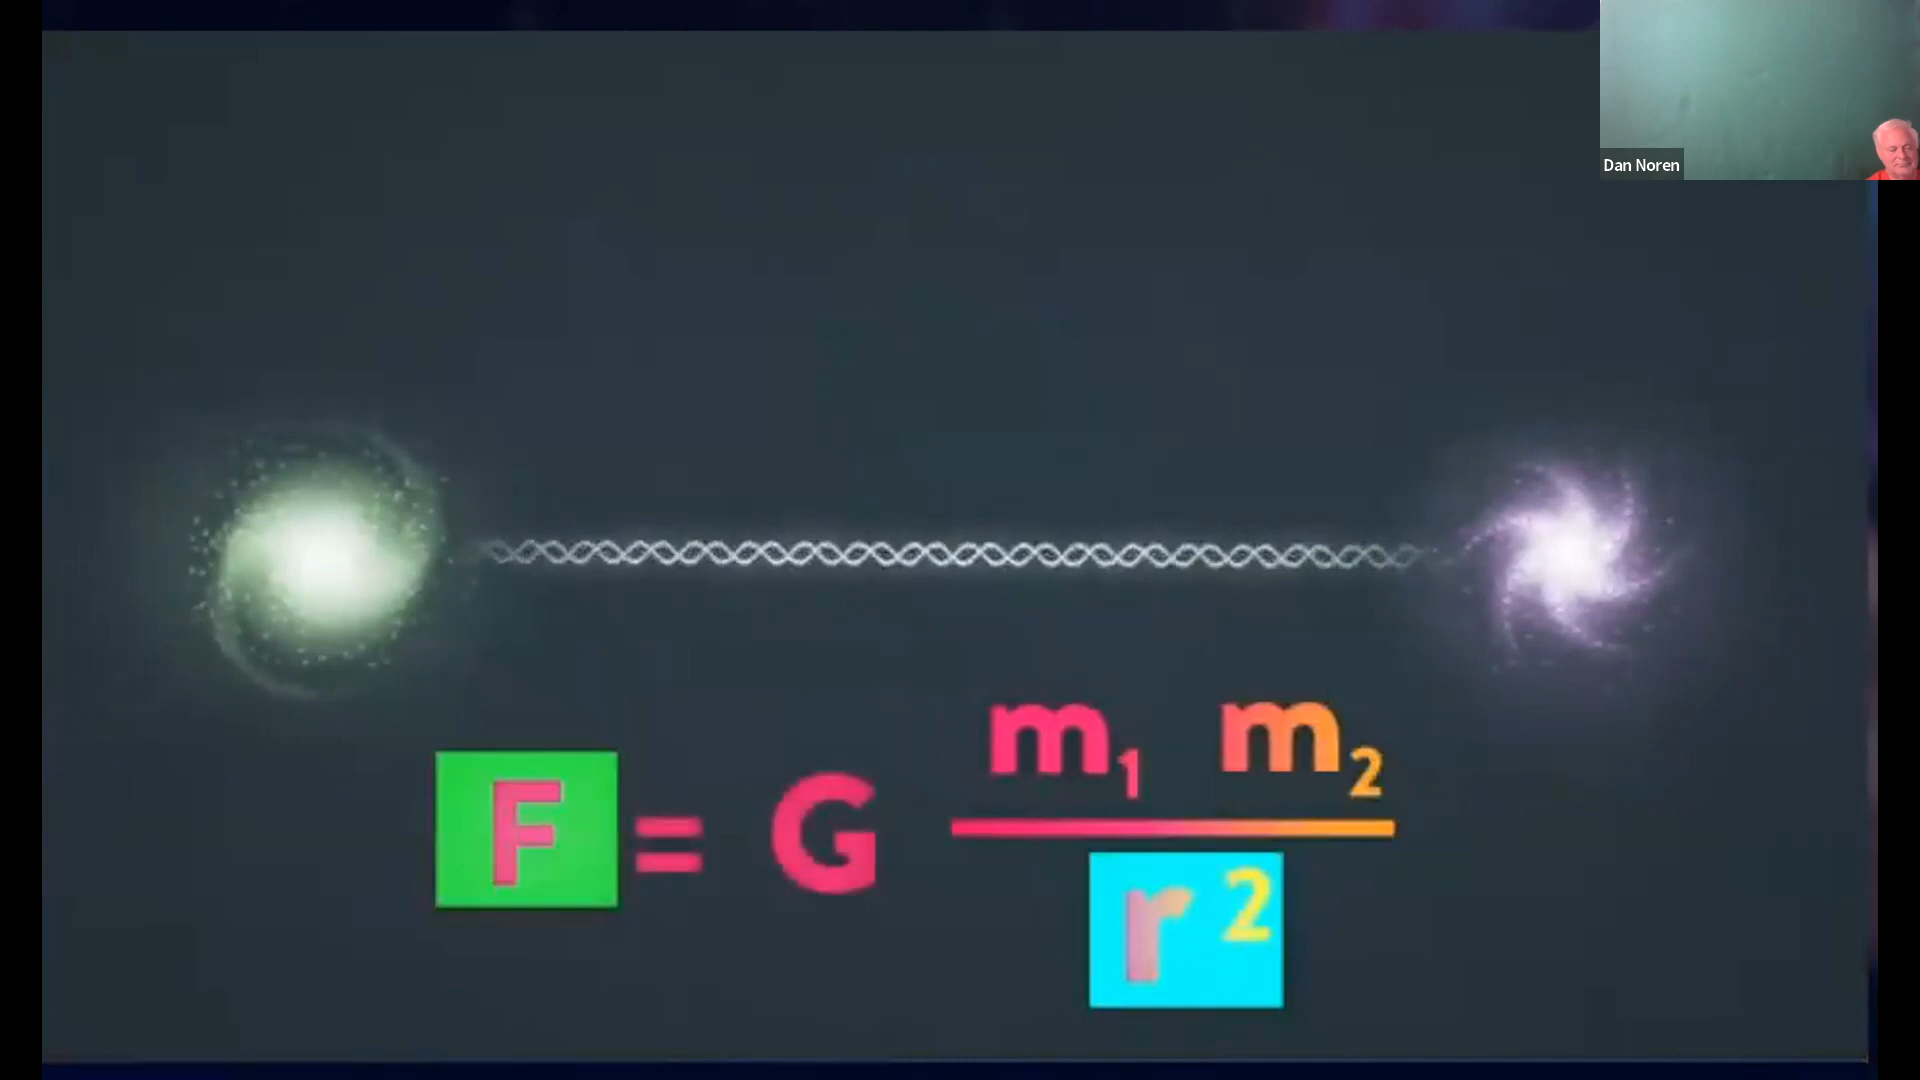 Dan Noren
F = G m₁ m₂ / r²